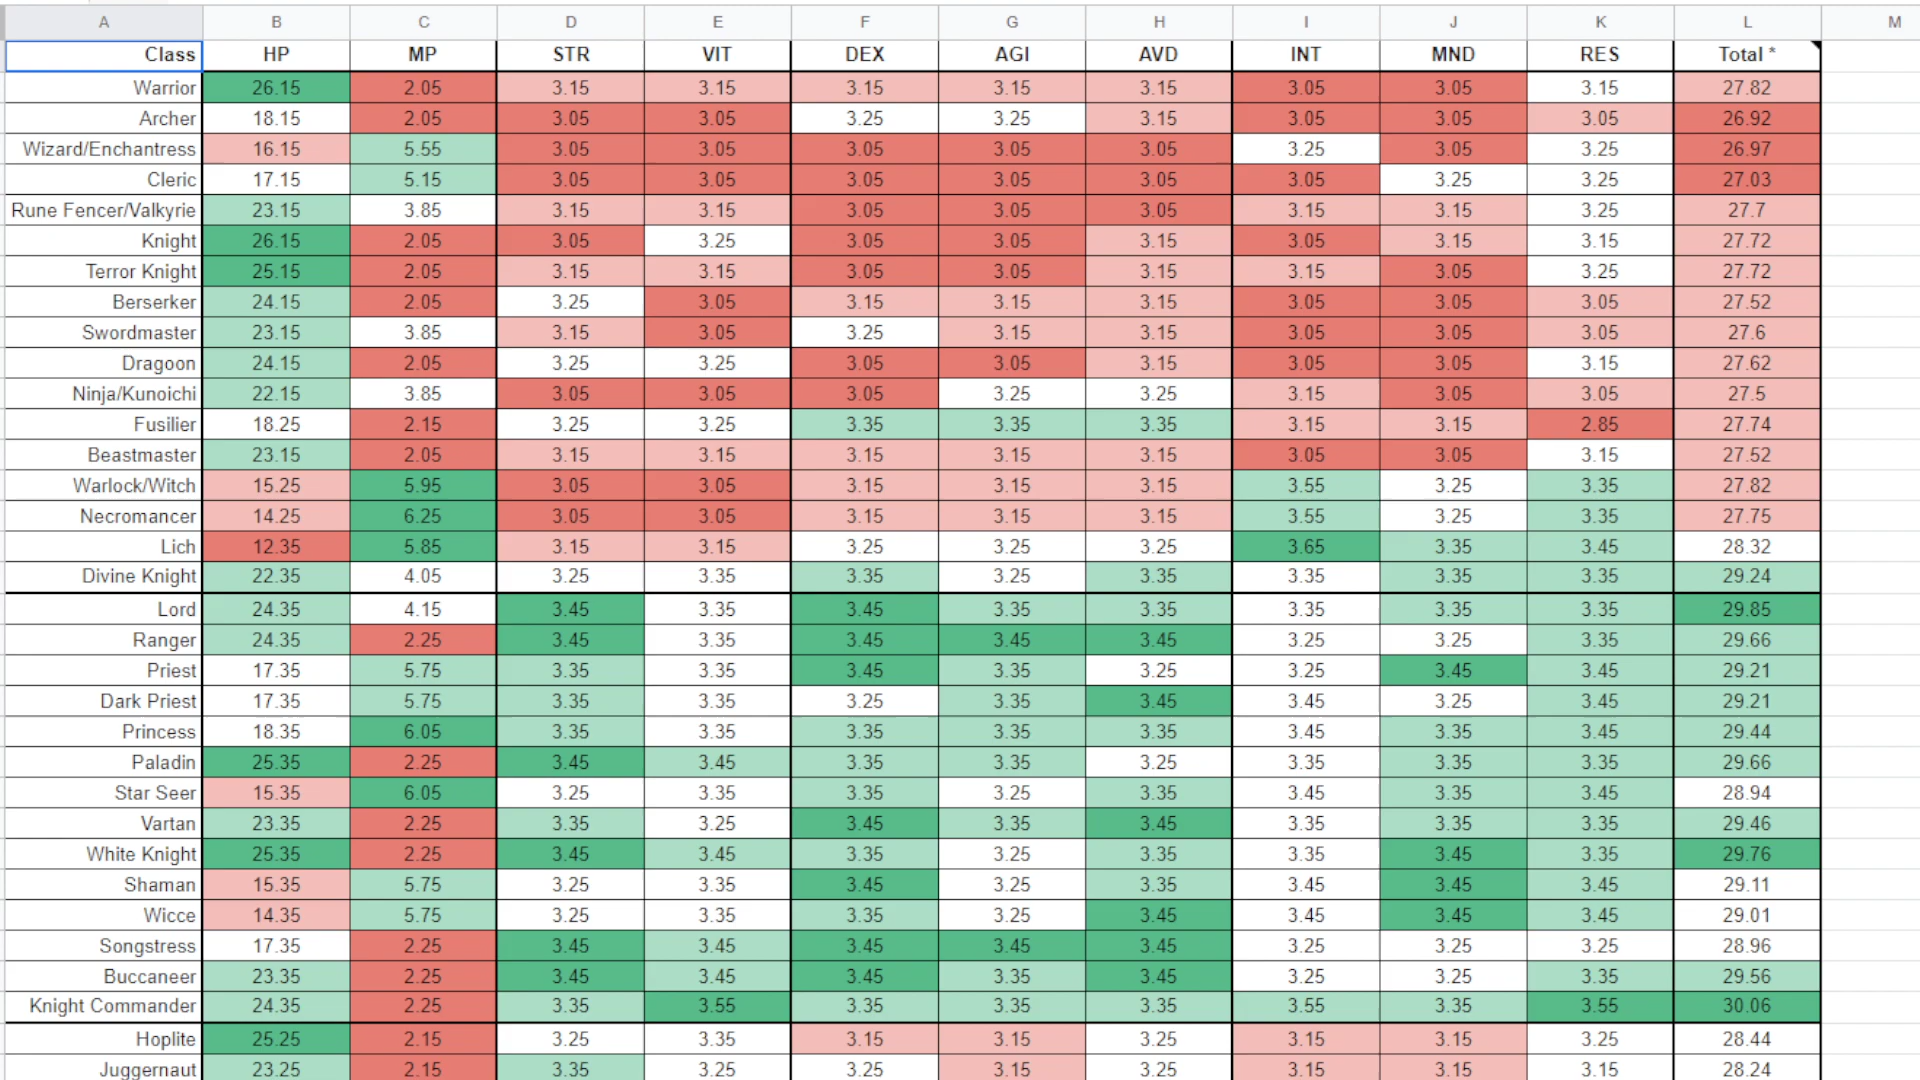 A B C D E F G H I J K L M
Class HP MP STR VIT DEX AGI AVD INT MND RES Total *
Warrior 26.15 2.05 3.15 3.15 3.15 3.15 3.15 3.05 3.05 3.15 27.82
Archer 18.15 2.05 3.05 3.05 3.25 3.25 3.15 3.05 3.05 3.05 26.92
Wizard/Enchantress 16.15 5.55 3.05 3.05 3.05 3.05 3.05 3.25 3.05 3.25 26.97
Cleric 17.15 5.15 3.05 3.05 3.05 3.05 3.05 3.05 3.25 3.25 27.03
Rune Fencer/Valkyrie 23.15 3.85 3.15 3.15 3.05 3.05 3.05 3.15 3.15 3.25 27.7
Knight 26.15 2.05 3.05 3.25 3.05 3.05 3.15 3.05 3.15 3.15 27.72
Terror Knight 25.15 2.05 3.15 3.15 3.05 3.05 3.15 3.15 3.05 3.25 27.72
Berserker 24.15 2.05 3.25 3.05 3.15 3.15 3.15 3.05 3.05 3.05 27.52
Swordmaster 23.15 3.85 3.15 3.05 3.25 3.15 3.15 3.05 3.05 3.05 27.6
Dragoon 24.15 2.05 3.25 3.25 3.05 3.05 3.15 3.05 3.05 3.15 27.62
Ninja/Kunoichi 22.15 3.85 3.05 3.05 3.05 3.25 3.25 3.15 3.05 3.05 27.5
Fusilier 18.25 2.15 3.25 3.25 3.35 3.35 3.35 3.15 3.15 2.85 27.74
Beastmaster 23.15 2.05 3.15 3.15 3.15 3.15 3.15 3.05 3.05 3.15 27.52
Warlock/Witch 15.25 5.95 3.05 3.05 3.15 3.15 3.15 3.55 3.25 3.35 27.82
Necromancer 14.25 6.25 3.05 3.05 3.15 3.15 3.15 3.55 3.25 3.35 27.75
Lich 12.35 5.85 3.15 3.15 3.25 3.25 3.25 3.65 3.35 3.45 28.32
Divine Knight 22.35 4.05 3.25 3.35 3.35 3.25 3.35 3.35 3.35 3.35 29.24
Lord 24.35 4.15 3.45 3.35 3.45 3.35 3.35 3.35 3.35 3.35 29.85
Ranger 24.35 2.25 3.45 3.35 3.45 3.45 3.45 3.25 3.25 3.35 29.66
Priest 17.35 5.75 3.35 3.35 3.45 3.35 3.25 3.25 3.45 3.45 29.21
Dark Priest 17.35 5.75 3.35 3.35 3.25 3.35 3.45 3.45 3.25 3.45 29.21
Princess 18.35 6.05 3.35 3.35 3.35 3.35 3.35 3.45 3.35 3.45 29.44
Paladin 25.35 2.25 3.45 3.45 3.35 3.35 3.25 3.35 3.35 3.35 29.66
Star Seer 15.35 6.05 3.25 3.35 3.35 3.25 3.35 3.45 3.35 3.45 28.94
Vartan 23.35 2.25 3.35 3.25 3.45 3.35 3.45 3.35 3.35 3.35 29.46
White Knight 25.35 2.25 3.45 3.45 3.35 3.25 3.35 3.35 3.45 3.35 29.76
Shaman 15.35 5.75 3.25 3.35 3.45 3.25 3.35 3.45 3.45 3.45 29.11
Wicce 14.35 5.75 3.25 3.35 3.35 3.25 3.45 3.45 3.45 3.45 29.01
Songstress 17.35 2.25 3.45 3.45 3.45 3.45 3.45 3.25 3.25 3.25 28.96
Buccaneer 23.35 2.25 3.45 3.45 3.45 3.35 3.45 3.25 3.25 3.35 29.56
Knight Commander 24.35 2.25 3.35 3.55 3.35 3.35 3.35 3.55 3.35 3.55 30.06
Hoplite 25.25 2.15 3.25 3.35 3.15 3.15 3.25 3.15 3.15 3.25 28.44
Juggernaut 23.25 2.15 3.35 3.25 3.25 3.15 3.25 3.15 3.15 3.15 28.24